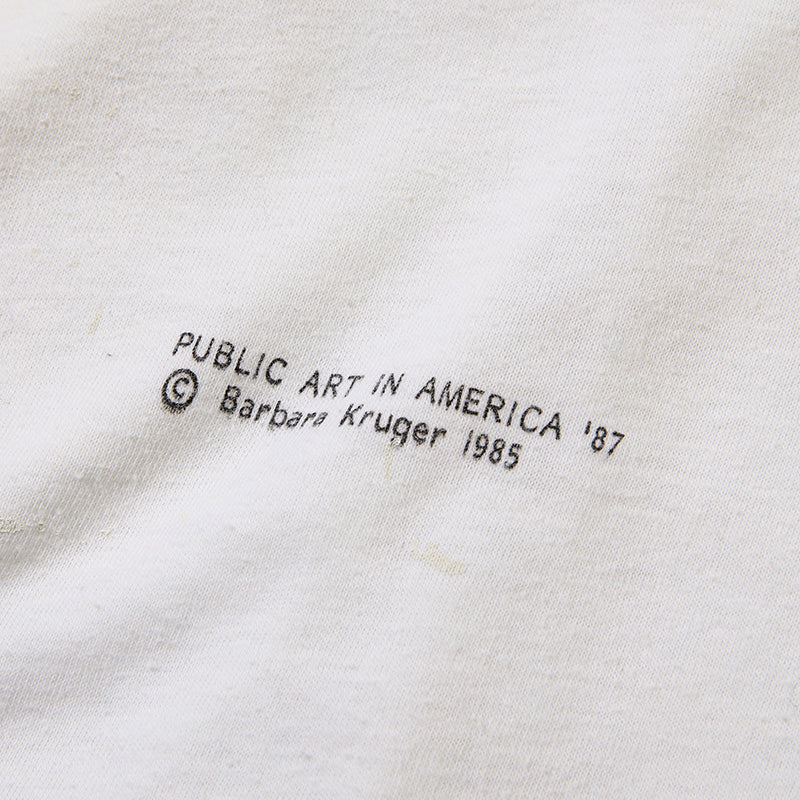 PUBLIC ART IN AMERICA '87
© Barbara Kruger 1985